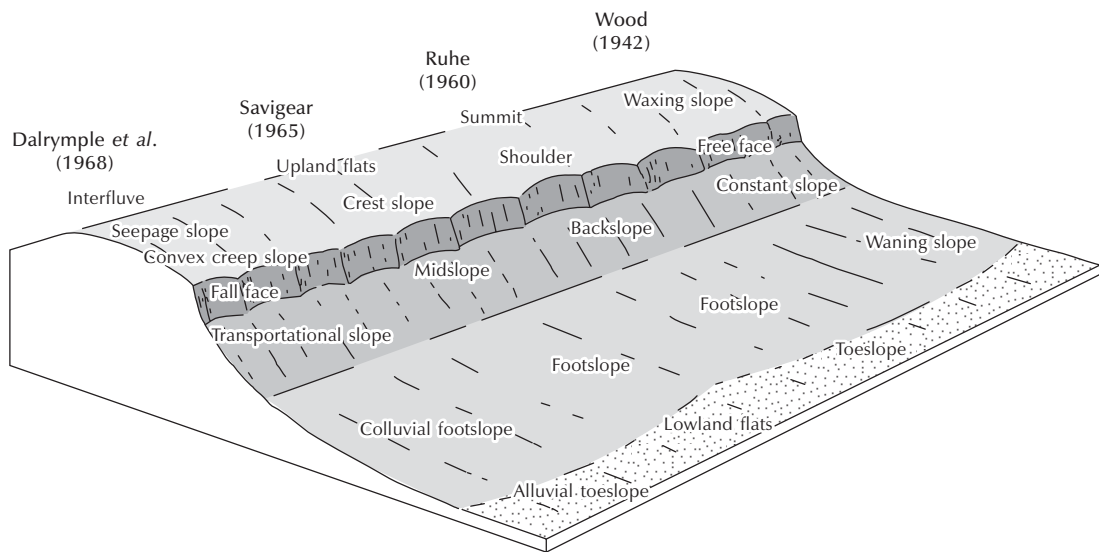 Wood
(1942)
Ruhe
(1960)
Savigear
(1965)
Dalrymple et al.
(1968)
Waxing slope
Summit
Free face
Shoulder
Upland flats
Constant slope
Interfluve
Crest slope
Backslope
Seepage slope
Waning slope
Convex creep slope
Midslope
Fall face
Footslope
Transportational slope
Toeslope
Footslope
Lowland flats
Colluvial footslope
Alluvial toeslope